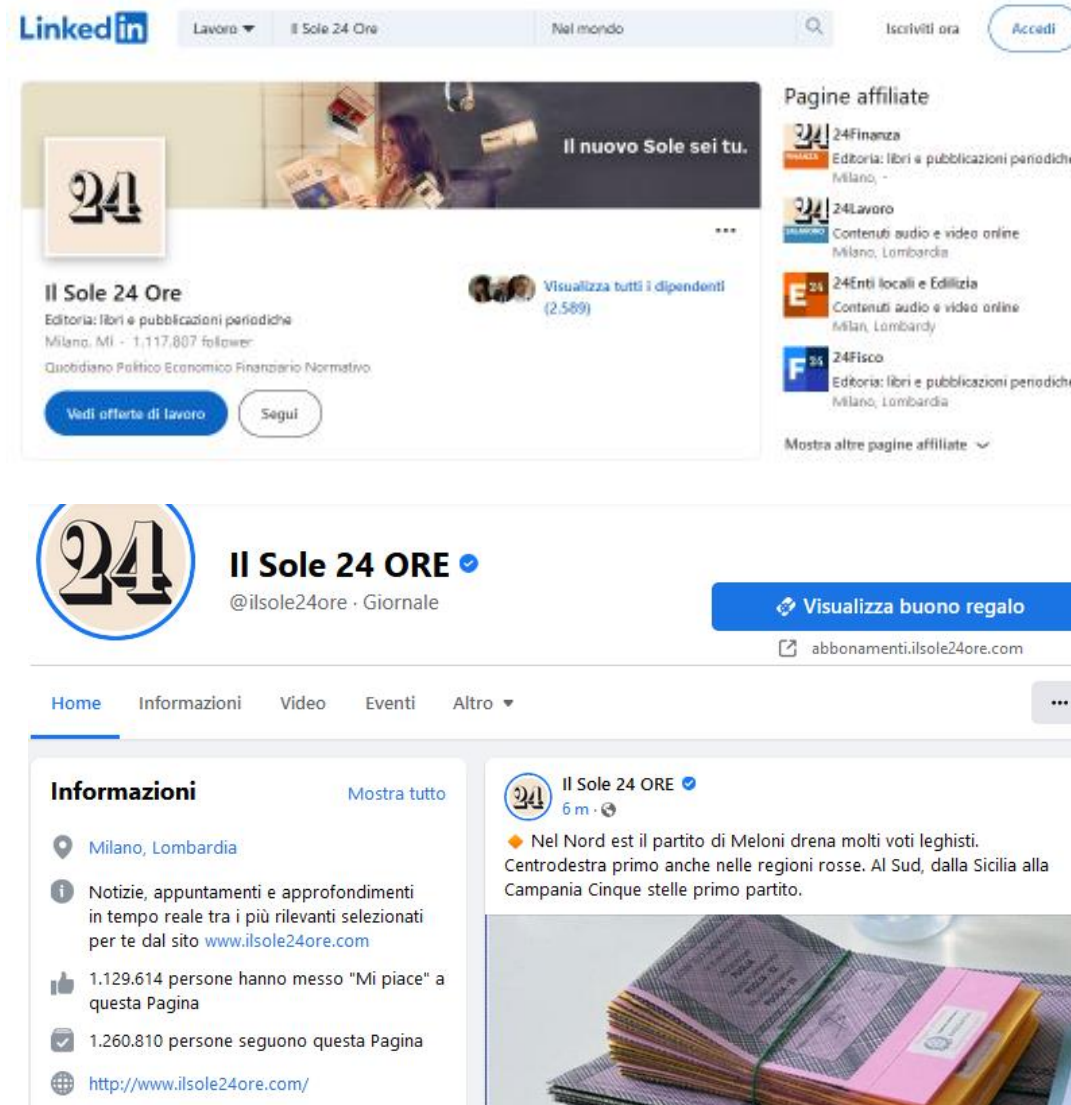 LinkedIn
Lavoro
Il Sole 24 Ore
Nel mondo
Iscriviti ora
Accedi
Il nuovo Sole sei tu.
24
Il Sole 24 Ore
Editoria: libri e pubblicazioni periodiche
Milano, MI - 1.117.807 follower
Quotidiano Politico Economico Finanziario Normativo
Visualizza tutti i dipendenti
(2.589)
Vedi offerte di lavoro
Segui
Pagine affiliate
24
FINANZA
24Finanza
Editoria: libri e pubblicazioni periodiche
Milano, -
24
24Lavoro
Contenuti audio e video online
Milano, Lombardia
E 24
24Enti locali e Edilizia
Contenuti audio e video online
Milan, Lombardy
F 24
24Fisco
Editoria: libri e pubblicazioni periodiche
Milano, Lombardia
Mostra altre pagine affiliate
24
Il Sole 24 ORE
@ilsole24ore · Giornale
Visualizza buono regalo
abbonamenti.ilsole24ore.com
Home
Informazioni
Video
Eventi
Altro
Informazioni
Mostra tutto
Milano, Lombardia
Notizie, appuntamenti e approfondimenti
in tempo reale tra i più rilevanti selezionati
per te dal sito www.ilsole24ore.com
1.129.614 persone hanno messo "Mi piace" a
questa Pagina
1.260.810 persone seguono questa Pagina
http://www.ilsole24ore.com/
24
Il Sole 24 ORE
6 m ·
Nel Nord est il partito di Meloni drena molti voti leghisti.
Centrodestra primo anche nelle regioni rosse. Al Sud, dalla Sicilia alla
Campania Cinque stelle primo partito.